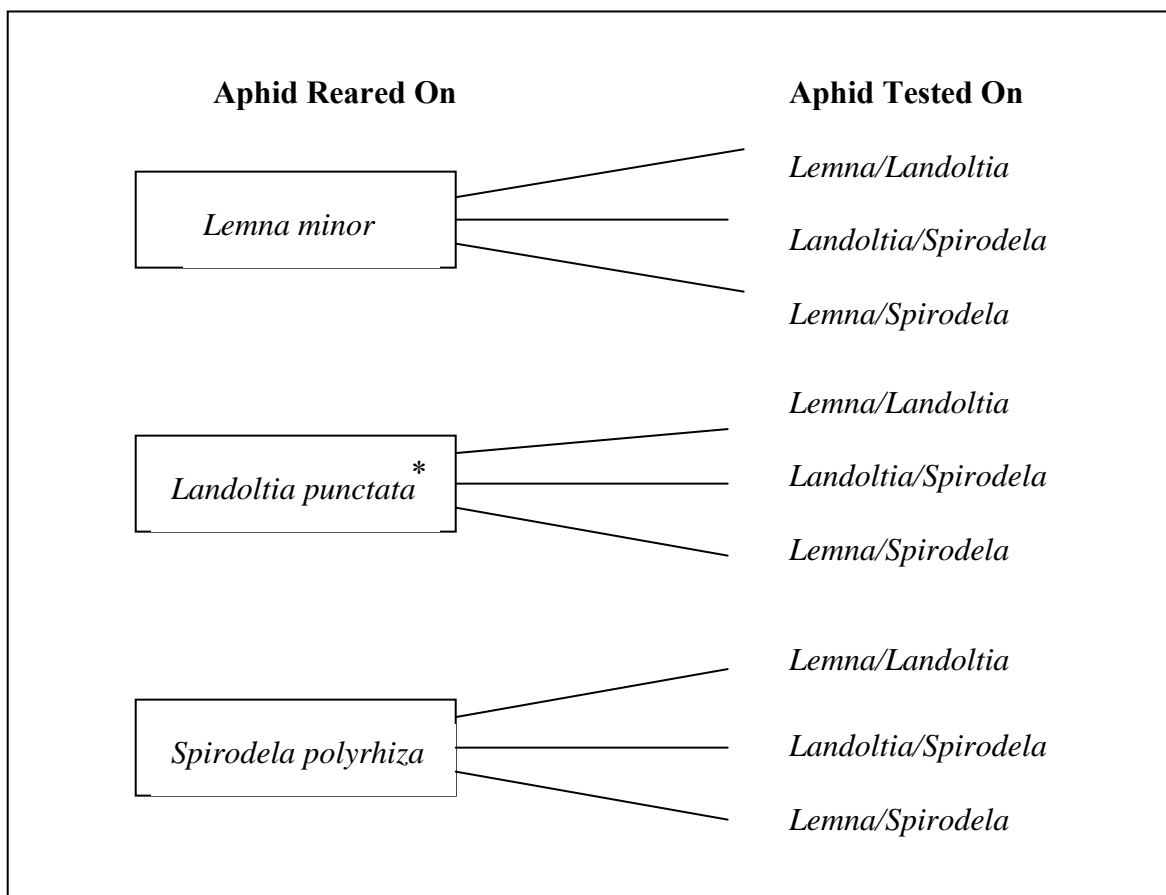 Aphid Reared On
Aphid Tested On
Lemna minor
Lemna/Landoltia
Landoltia/Spirodela
Lemna/Spirodela
Landoltia punctata*
Lemna/Landoltia
Landoltia/Spirodela
Lemna/Spirodela
Spirodela polyrhiza
Lemna/Landoltia
Landoltia/Spirodela
Lemna/Spirodela